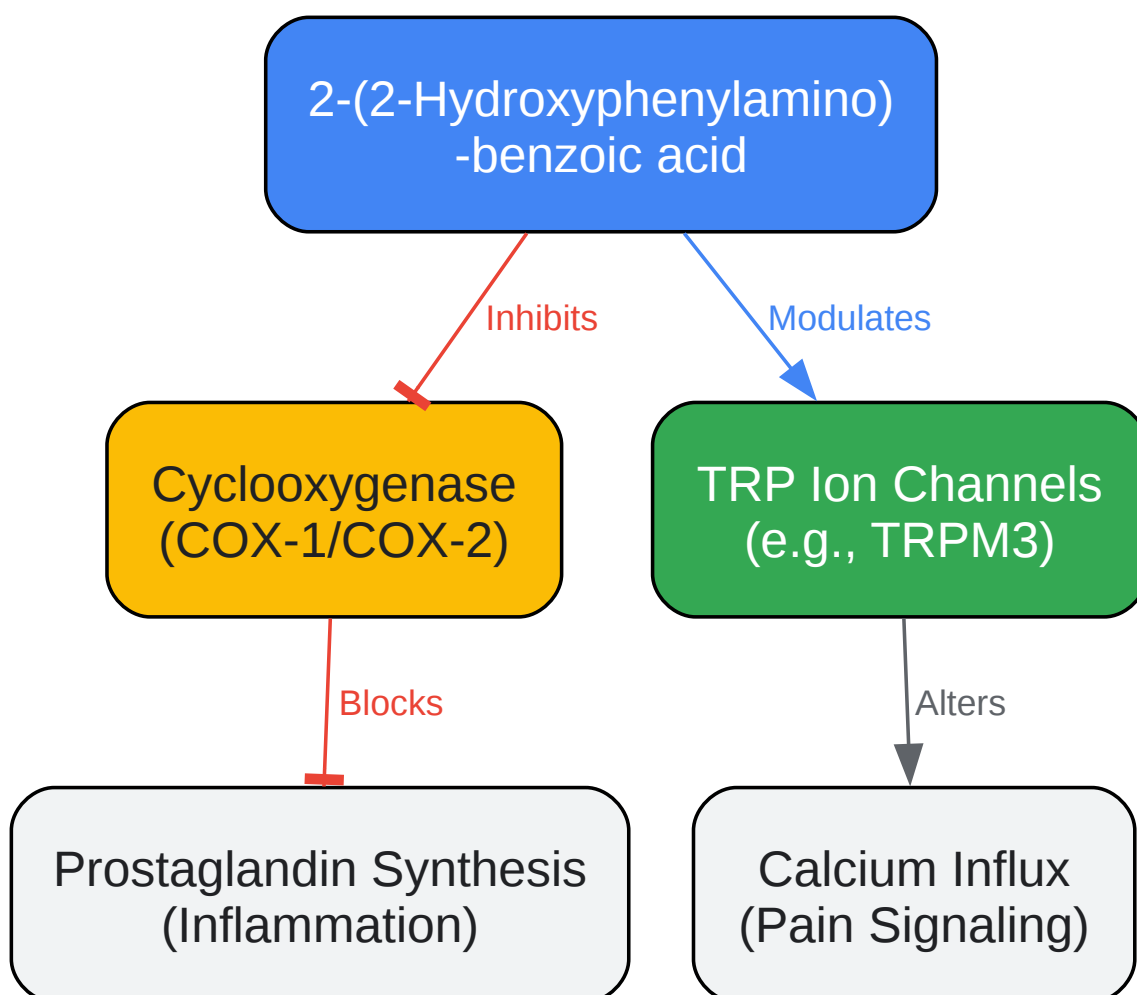 2-(2-Hydroxyphenylamino)
-benzoic acid
Inhibits
Modulates
Cyclooxygenase
(COX-1/COX-2)
TRP Ion Channels
(e.g., TRPM3)
Blocks
Alters
Prostaglandin Synthesis
(Inflammation)
Calcium Influx
(Pain Signaling)